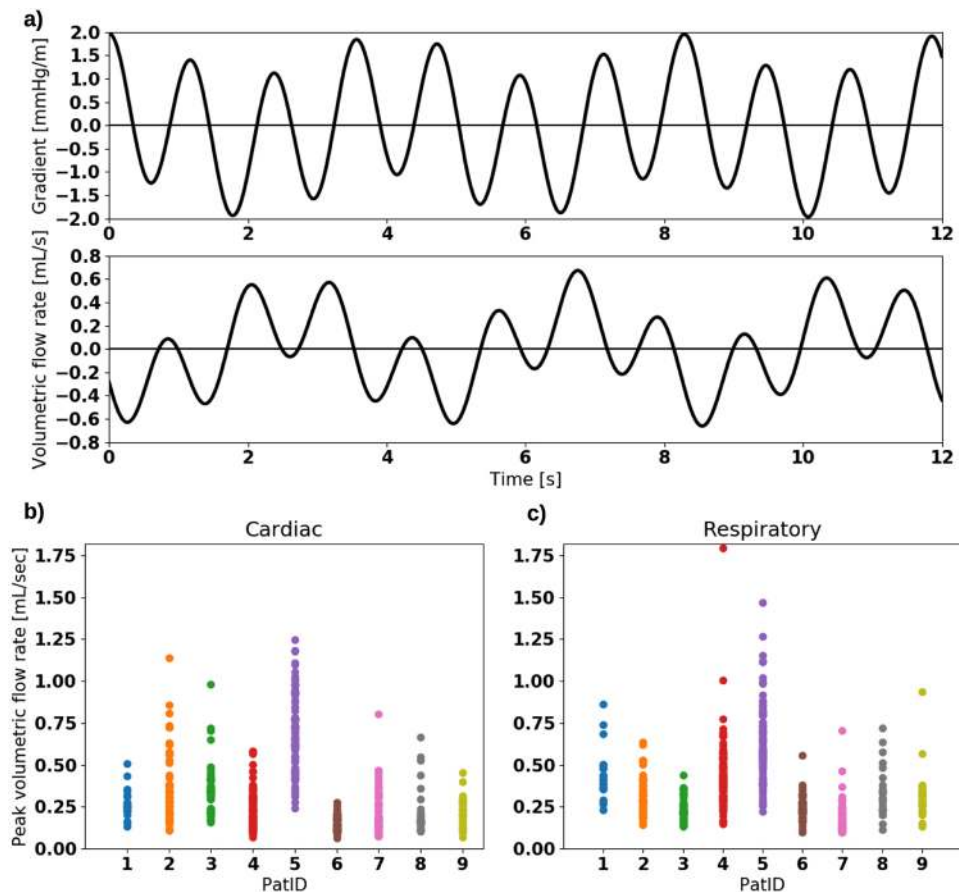 a)
Gradient [mmHg/m]
2.0
1.5
1.0
0.5
0.0
−0.5
−1.0
−1.5
−2.0
0 2 4 6 8 10 12
Volumetric flow rate [mL/s]
0.8
0.6
0.4
0.2
0.0
−0.2
−0.4
−0.6
−0.8
0 2 4 6 8 10 12
Time [s]
b)
Cardiac
Peak volumetric flow rate [mL/sec]
1.75
1.50
1.25
1.00
0.75
0.50
0.25
0.00
1 2 3 4 5 6 7 8 9
PatID
c)
Respiratory
1.75
1.50
1.25
1.00
0.75
0.50
0.25
0.00
1 2 3 4 5 6 7 8 9
PatID